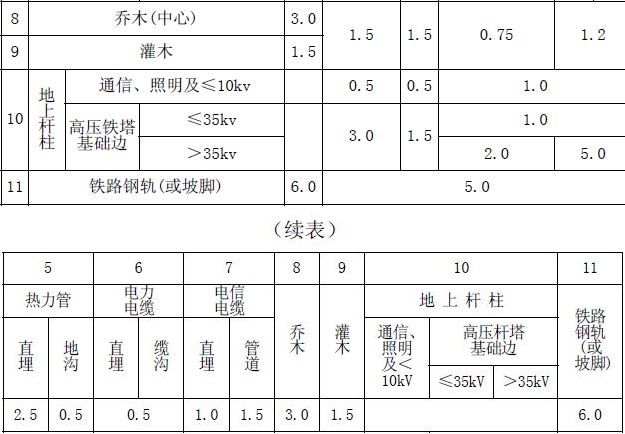 8 乔木(中心) 3.0 1.5 1.5 0.75 1.2
9 灌木 1.5
10 地上杆柱 通信、照明及≤10kv 0.5 0.5 1.0
高压铁塔基础边 ≤35kv 3.0 1.5 1.0
>35kv 2.0 5.0
11 铁路钢轨(或坡脚) 6.0 5.0
（续表）
5 6 7 8 9 10 11
热力管 电力电缆 电信电缆 乔木 灌木 地上杆柱 铁路钢轨(或坡脚)
直埋 地沟 直埋 缆沟 直埋 管道 通信、照明及<10kV 高压杆塔基础边
≤35kV >35kV
2.5 0.5 0.5 1.0 1.5 3.0 1.5 6.0